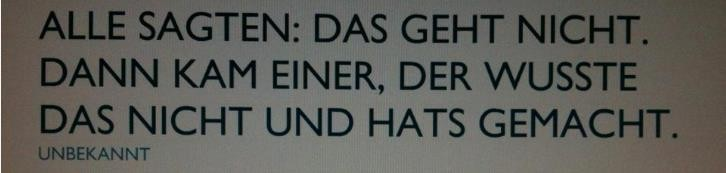 ALLE SAGTEN: DAS GEHT NICHT.
DANN KAM EINER, DER WUSSTE
DAS NICHT UND HATS GEMACHT.
UNBEKANNT